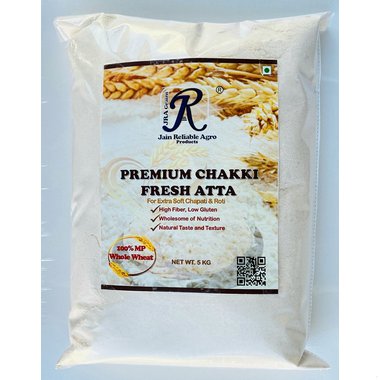 JRA Grains
R
®
Jain Reliable Agro
Products
PREMIUM CHAKKI
FRESH ATTA
For Extra Soft Chapati & Roti
High Fiber, Low Gluten
Wholesome of Nutrition
Natural Taste and Texture
100% MP
Whole Wheat
NET WT. 5 KG